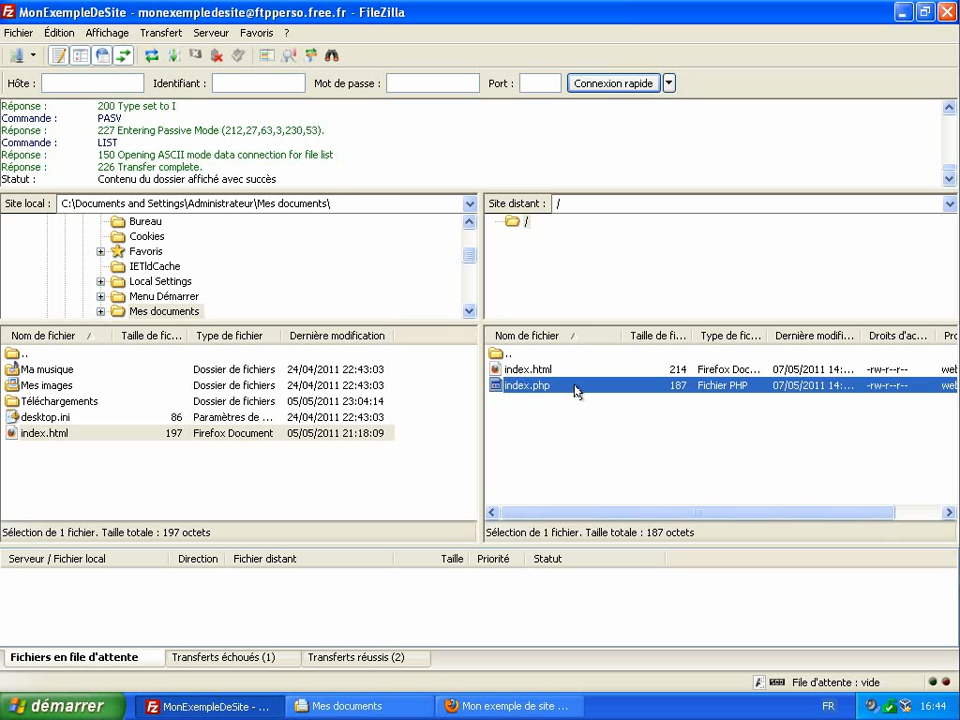 MonExempleDeSite - monexempledesite@ftpperso.free.fr - FileZilla
Fichier Édition Affichage Transfert Serveur Favoris ?
Hôte : Identifiant : Mot de passe : Port : Connexion rapide
Réponse : 200 Type set to I
Commande : PASV
Réponse : 227 Entering Passive Mode (212,27,63,3,230,53).
Commande : LIST
Réponse : 150 Opening ASCII mode data connection for file list
Réponse : 226 Transfer complete.
Statut : Contenu du dossier affiché avec succès
Site local : C:\Documents and Settings\Administrateur\Mes documents\
Bureau
Cookies
Favoris
IETldCache
Local Settings
Menu Démarrer
Mes documents
Site distant : /
/
Nom de fichier Taille de fic... Type de fichier Dernière modification
..
Ma musique Dossier de fichiers 24/04/2011 22:43:03
Mes images Dossier de fichiers 24/04/2011 22:43:03
Téléchargements Dossier de fichiers 05/05/2011 23:04:14
desktop.ini 86 Paramètres de ... 24/04/2011 22:43:03
index.html 197 Firefox Document 05/05/2011 21:18:09
Sélection de 1 fichier. Taille totale : 197 octets
Nom de fichier Taille de fi... Type de fic... Dernière modifi... Droits d'ac... Pro
..
index.html 214 Firefox Doc... 07/05/2011 14:... -rw-r--r-- web
index.php 187 Fichier PHP 07/05/2011 14:... -rw-r--r-- web
Sélection de 1 fichier. Taille totale : 187 octets
Serveur / Fichier local Direction Fichier distant Taille Priorité Statut
Fichiers en file d'attente Transferts échoués (1) Transferts réussis (2)
File d'attente : vide
démarrer MonExempleDeSite - ... Mes documents Mon exemple de site ... FR 16:44